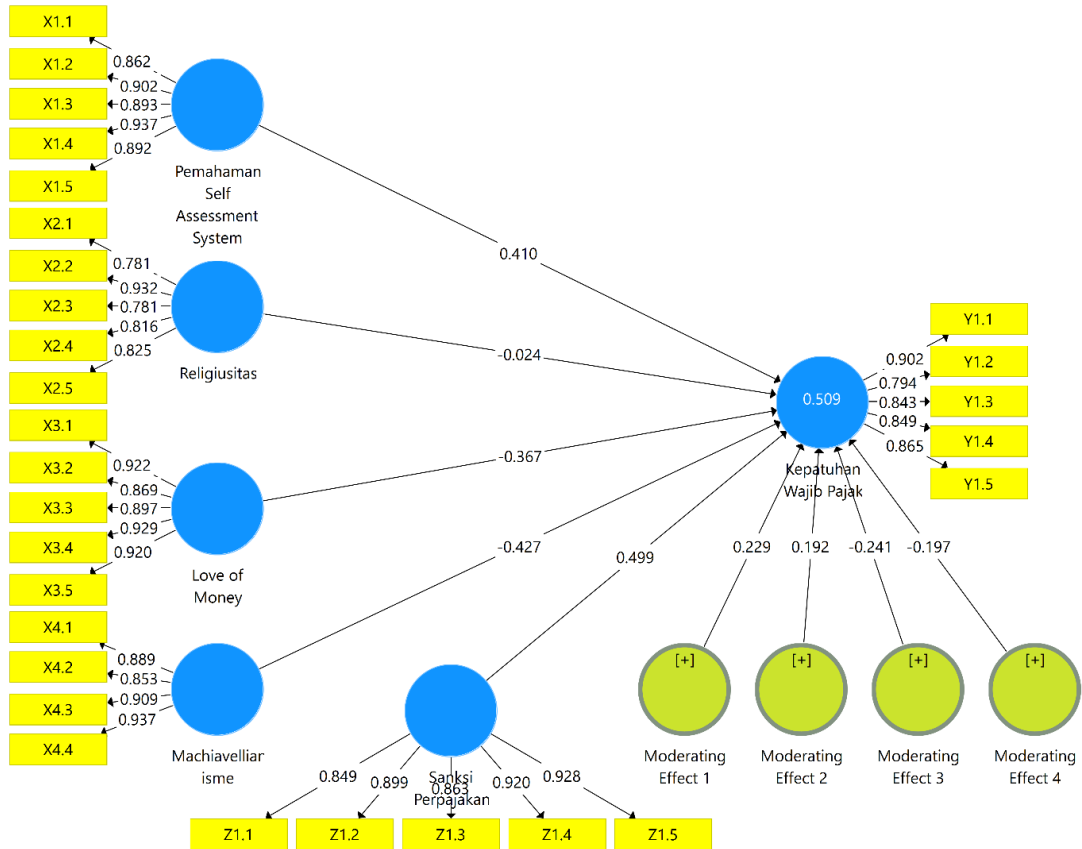 X1.1
0.862
X1.2
0.902
X1.3
0.893
X1.4
0.937
0.892
X1.5
Pemahaman
Self
Assessment
System
X2.1
0.781
X2.2
0.932
X2.3
0.781
X2.4
0.816
0.825
X2.5
Religiusitas
X3.1
0.922
X3.2
0.869
X3.3
0.897
X3.4
0.929
0.920
X3.5
Love of
Money
X4.1
0.889
X4.2
0.853
X4.3
0.909
0.937
X4.4
Machiavelliar
isme
0.410
-0.024
-0.367
-0.427
0.499
0.509
Kepatuhan
Wajib Pajak
0.902
Y1.1
0.794
Y1.2
0.843
Y1.3
0.849
Y1.4
0.865
Y1.5
0.229
0.192
-0.241
-0.197
[+]
[+]
[+]
[+]
Moderating
Effect 1
Moderating
Effect 2
Moderating
Effect 3
Moderating
Effect 4
Sanksi
Perpajakan
0.849
0.899
0.863
0.920
0.928
Z1.1
Z1.2
Z1.3
Z1.4
Z1.5